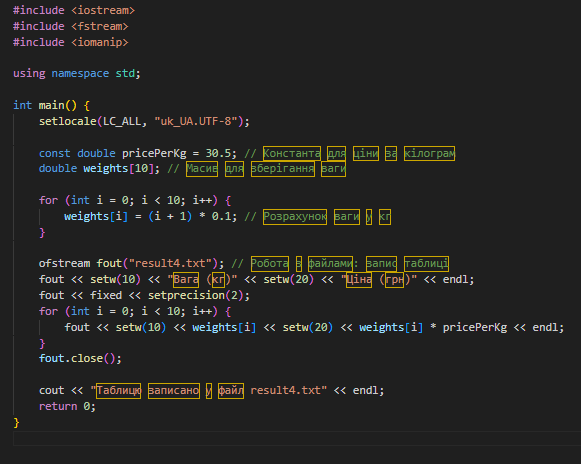 #include <iostream>
#include <fstream>
#include <iomanip>
using namespace std;
int main() {
setlocale(LC_ALL, "uk_UA.UTF-8");
const double pricePerKg = 30.5; // Константа для ціни за кілограм
double weights[10]; // Масив для зберігання ваги
for (int i = 0; i < 10; i++) {
weights[i] = (i + 1) * 0.1; // Розрахунок ваги у кг
}
ofstream fout("result4.txt"); // Робота з файлами: запис таблиці
fout << setw(10) << "Вага (кг)" << setw(20) << "Ціна (грн)" << endl;
fout << fixed << setprecision(2);
for (int i = 0; i < 10; i++) {
fout << setw(10) << weights[i] << setw(20) << weights[i] * pricePerKg << endl;
}
fout.close();
cout << "Таблицю записано у файл result4.txt" << endl;
return 0;
}